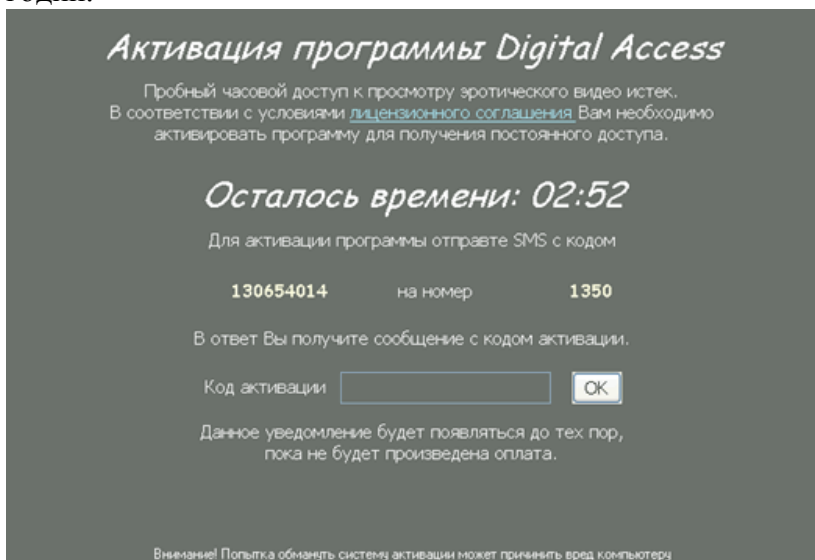 Активация программы Digital Access
Пробный часовой доступ к просмотру эротического видео истек.
В соответствии с условиями лицензионного соглашения Вам необходимо
активировать программу для получения постоянного доступа.
Осталось времени: 02:52
Для активации программы отправте SMS с кодом
130654014 на номер 1350
В ответ Вы получите сообщение с кодом активации.
Код активации OK
Данное уведомление будет появляться до тех пор,
пока не будет произведена оплата.
Внимание! Попытка обмануть систему активации может причинить вред компьютеру